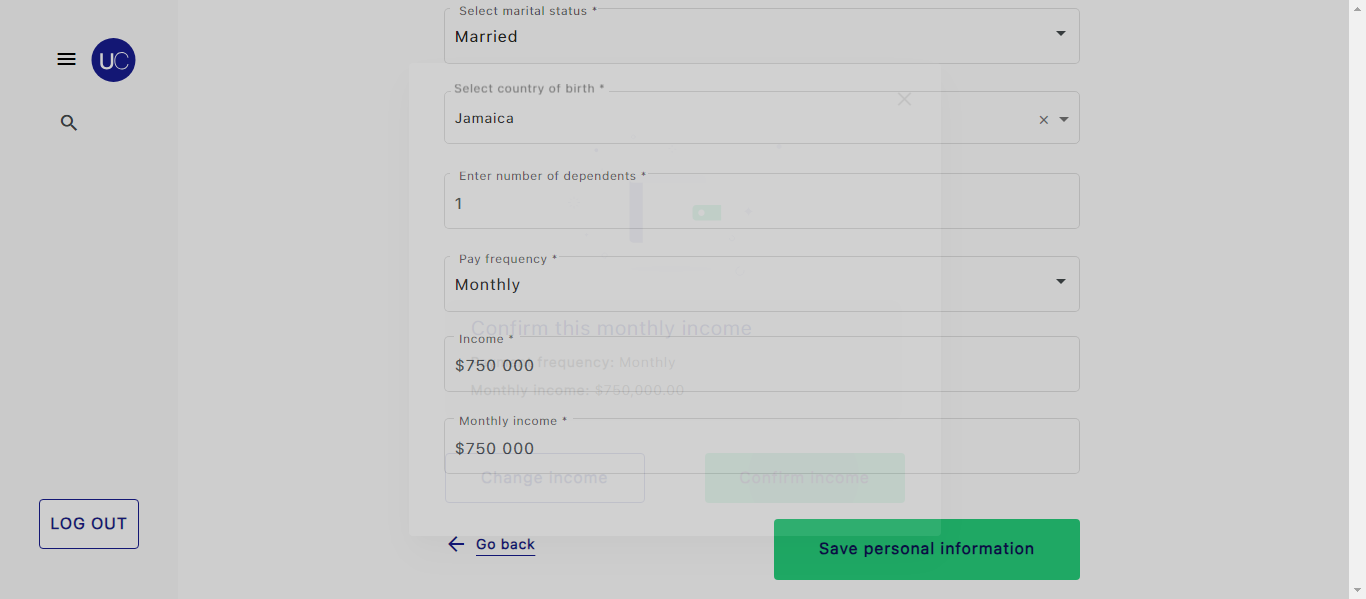 Select marital status *
Married
UC
Select country of birth *
Jamaica
Enter number of dependents *
1
Pay frequency *
Monthly
Confirm this monthly income
Income *
frequency: Monthly
$750 000
Monthly income: $750,000.00
Monthly income *
$750 000
Change income
Confirm income
LOG OUT
Go back
Save personal information